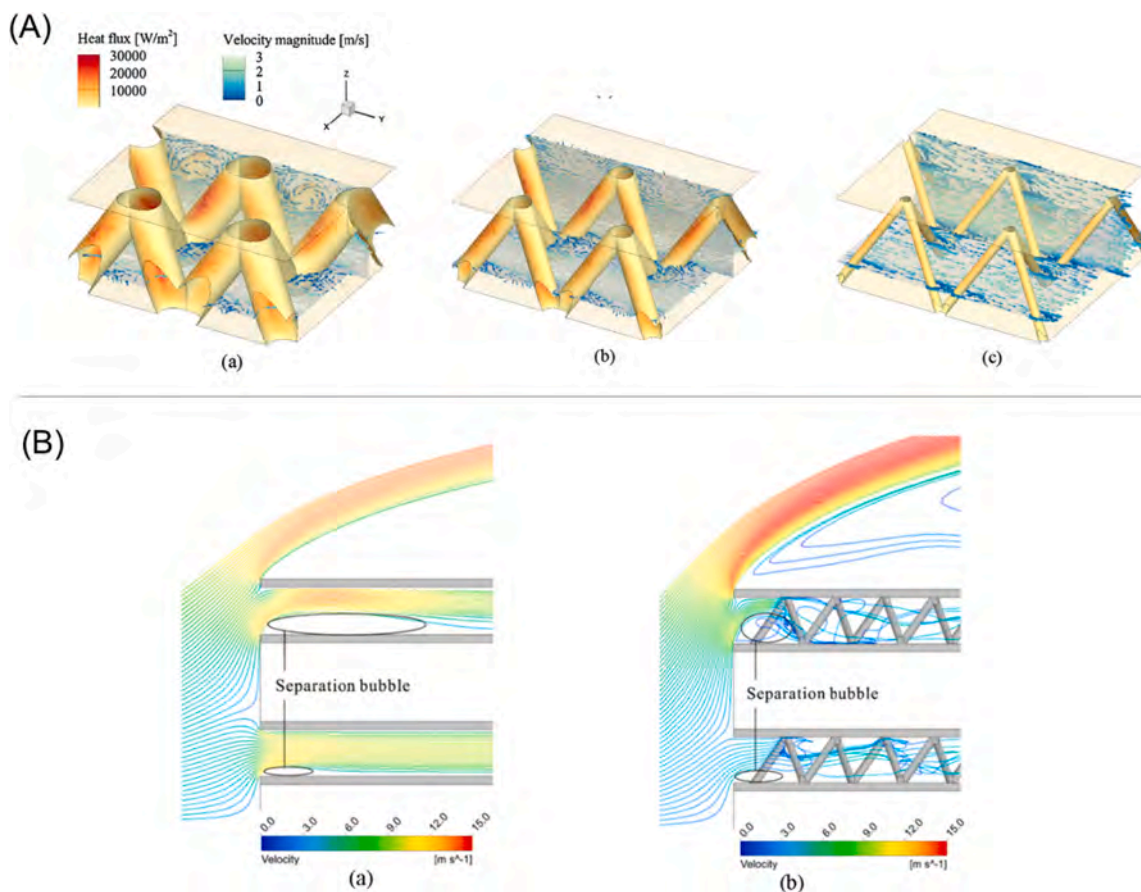 (A)
Heat flux [W/m²]
30000
20000
10000
Velocity magnitude [m/s]
3
2
1
0
Z
X
Y
(a)
(b)
(c)
(B)
Separation bubble
0.0
3.0
6.0
9.0
12.0
15.0
Velocity
[m s^-1]
(a)
Separation bubble
0.0
3.0
6.0
9.0
12.0
15.0
Velocity
[m s^-1]
(b)